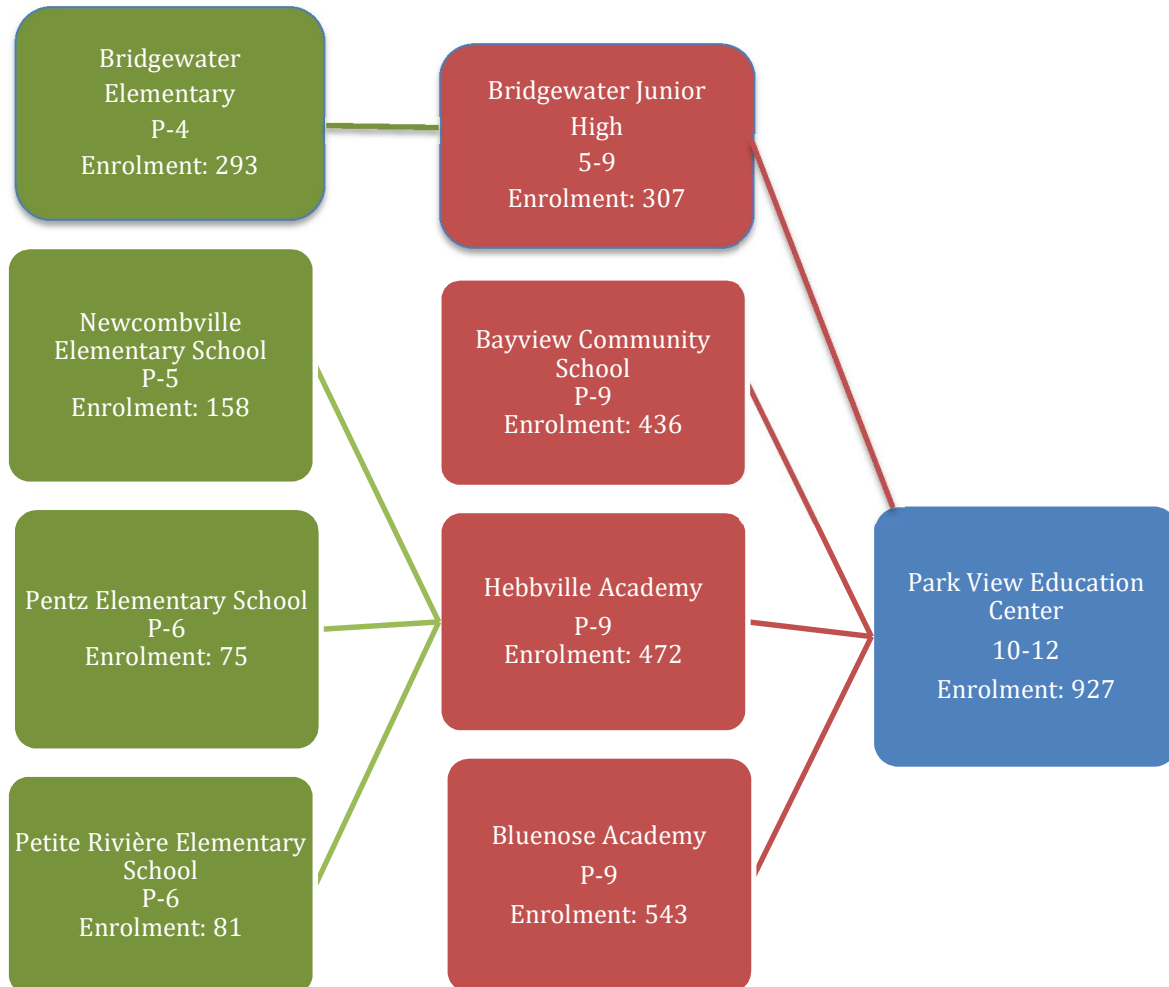 Bridgewater
Elementary
P-4
Enrolment: 293
Bridgewater Junior
High
5-9
Enrolment: 307
Newcombville
Elementary School
P-5
Enrolment: 158
Bayview Community
School
P-9
Enrolment: 436
Pentz Elementary School
P-6
Enrolment: 75
Hebbville Academy
P-9
Enrolment: 472
Park View Education
Center
10-12
Enrolment: 927
Petite Rivière Elementary
School
P-6
Enrolment: 81
Bluenose Academy
P-9
Enrolment: 543